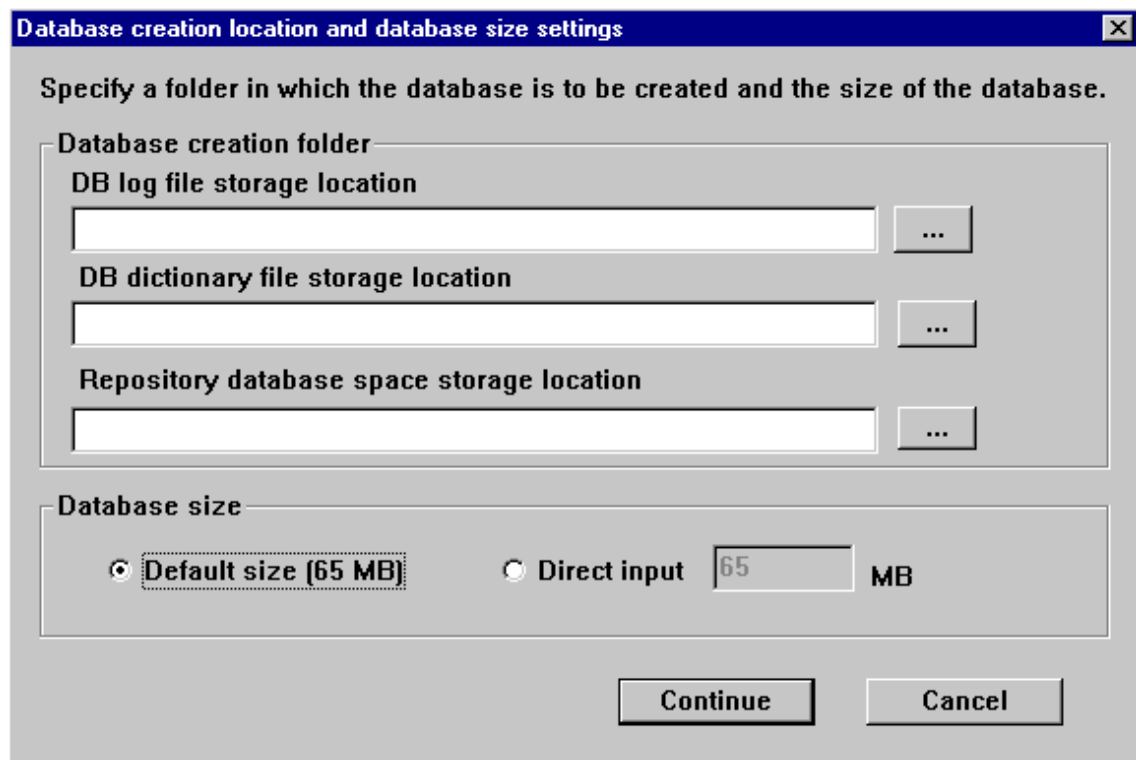 Database creation location and database size settings
Specify a folder in which the database is to be created and the size of the database.
Database creation folder
DB log file storage location
...
DB dictionary file storage location
...
Repository database space storage location
...
Database size
Default size (65 MB) Direct input 65 MB
Continue Cancel